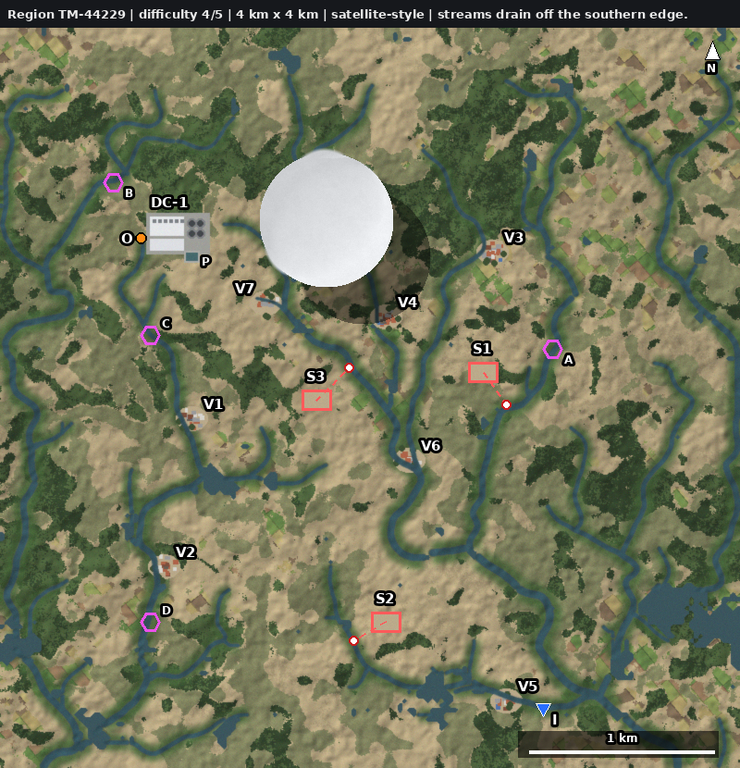 Region TM-44229 | difficulty 4/5 | 4 km x 4 km | satellite-style | streams drain off the southern edge.
N
B
DC-1
O
P
V3
V7
V4
C
A
S1
S3
V1
V6
V2
D
S2
V5
I
1 km